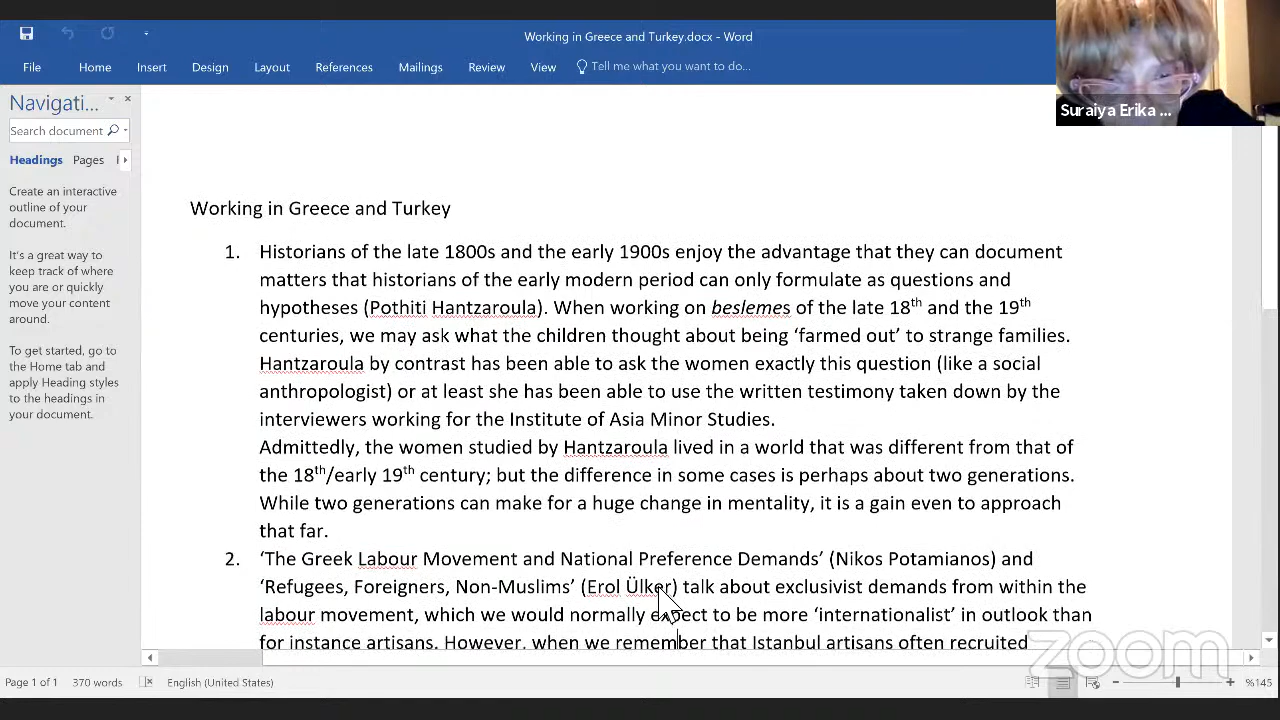 Working in Greece and Turkey.docx - Word
File Home Insert Design Layout References Mailings Review View Tell me what you want to do...
Suraiya Erika ...
Navigati...
Search document
Headings Pages
Create an interactive
outline of your
document.
It's a great way to
keep track of where
you are or quickly
move your content
around.
To get started, go to
the Home tab and
apply Heading styles
to the headings in
your document.
Working in Greece and Turkey
1. Historians of the late 1800s and the early 1900s enjoy the advantage that they can document
matters that historians of the early modern period can only formulate as questions and
hypotheses (Pothiti Hantzaroula). When working on beslemes of the late 18th and the 19th
centuries, we may ask what the children thought about being ‘farmed out’ to strange families.
Hantzaroula by contrast has been able to ask the women exactly this question (like a social
anthropologist) or at least she has been able to use the written testimony taken down by the
interviewers working for the Institute of Asia Minor Studies.
Admittedly, the women studied by Hantzaroula lived in a world that was different from that of
the 18th/early 19th century; but the difference in some cases is perhaps about two generations.
While two generations can make for a huge change in mentality, it is a gain even to approach
that far.
2. ‘The Greek Labour Movement and National Preference Demands’ (Nikos Potamianos) and
‘Refugees, Foreigners, Non-Muslims’ (Erol Ülker) talk about exclusivist demands from within the
labour movement, which we would normally expect to be more ‘internationalist’ in outlook than
for instance artisans. However, when we remember that Istanbul artisans often recruited
zoom
Page 1 of 1 370 words English (United States) %145